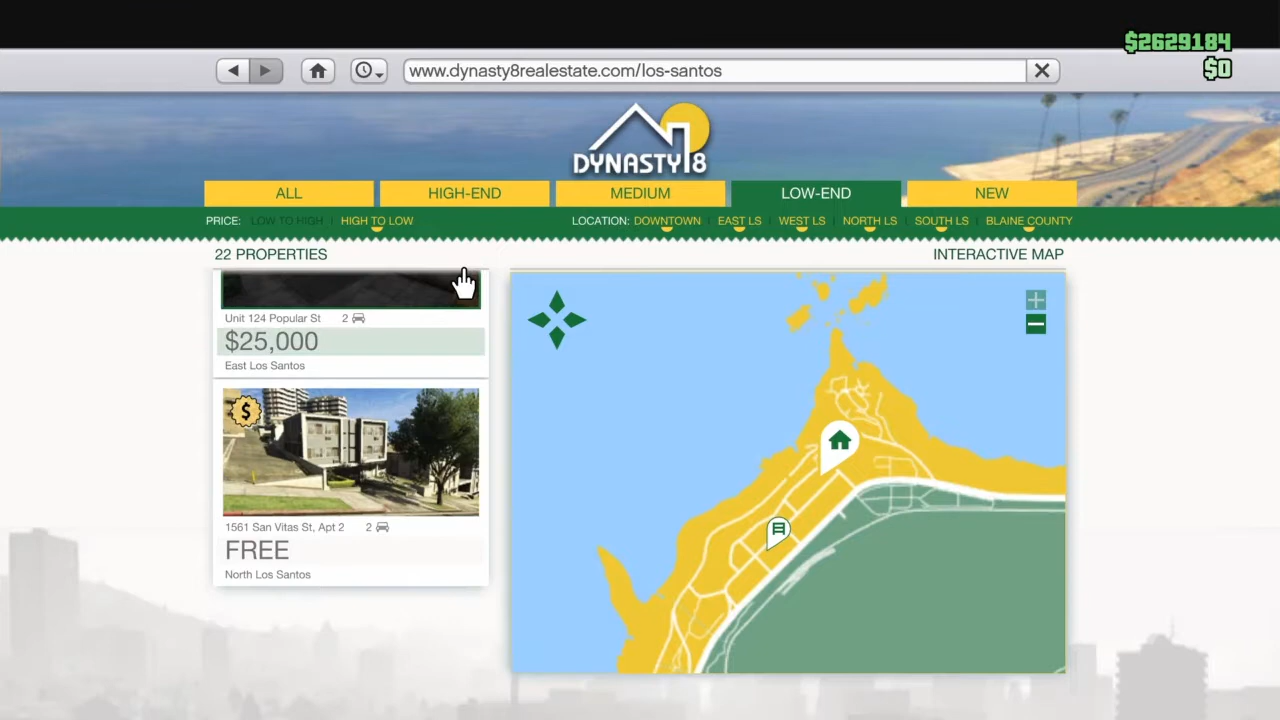 $2629184
$0
www.dynasty8realestate.com/los-santos
DYNASTY 8
ALL
HIGH-END
MEDIUM
LOW-END
NEW
PRICE: LOW TO HIGH | HIGH TO LOW
LOCATION: DOWNTOWN | EAST LS | WEST LS | NORTH LS | SOUTH LS | BLAINE COUNTY
22 PROPERTIES
INTERACTIVE MAP
Unit 124 Popular St 2
$25,000
East Los Santos
$
1561 San Vitas St, Apt 2 2
FREE
North Los Santos